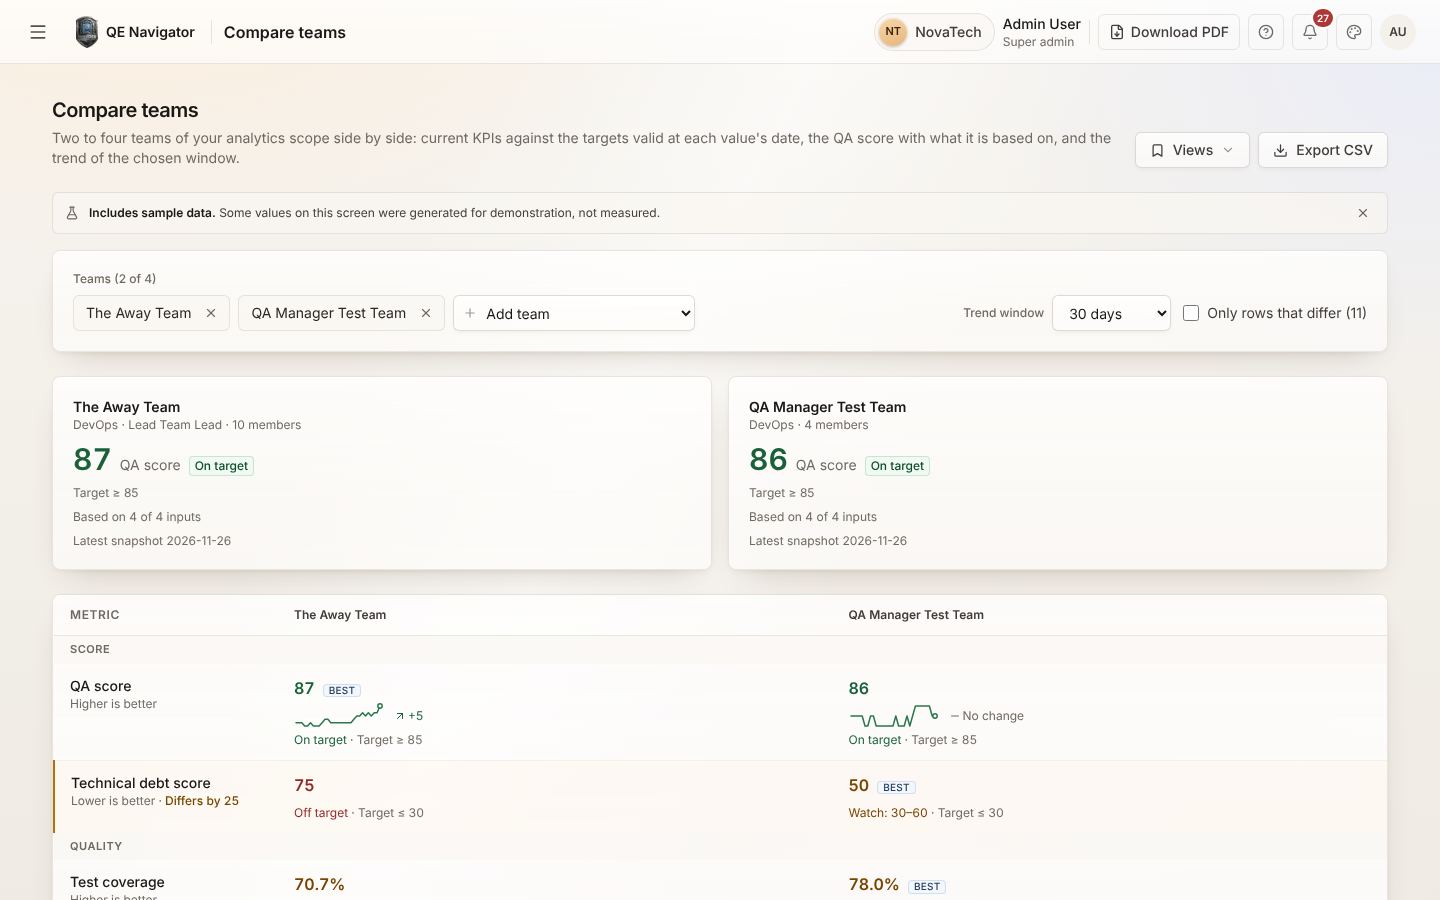 QE Navigator
Compare teams
NT NovaTech
Admin User
Super admin
Download PDF
27
AU
Compare teams
Two to four teams of your analytics scope side by side: current KPIs against the targets valid at each value's date, the QA score with what it is based on, and the
trend of the chosen window.
Views
Export CSV
Includes sample data. Some values on this screen were generated for demonstration, not measured.
Teams (2 of 4)
The Away Team
QA Manager Test Team
+ Add team
Trend window
30 days
Only rows that differ (11)
The Away Team
DevOps · Lead Team Lead · 10 members
87 QA score On target
Target ≥ 85
Based on 4 of 4 inputs
Latest snapshot 2026-11-26
QA Manager Test Team
DevOps · 4 members
86 QA score On target
Target ≥ 85
Based on 4 of 4 inputs
Latest snapshot 2026-11-26
METRIC The Away Team QA Manager Test Team
SCORE
QA score
Higher is better
87 BEST
+5
On target · Target ≥ 85
86
No change
On target · Target ≥ 85
Technical debt score
Lower is better · Differs by 25
75
Off target · Target ≤ 30
50 BEST
Watch: 30–60 · Target ≤ 30
QUALITY
Test coverage
Higher is better
70.7%
78.0% BEST